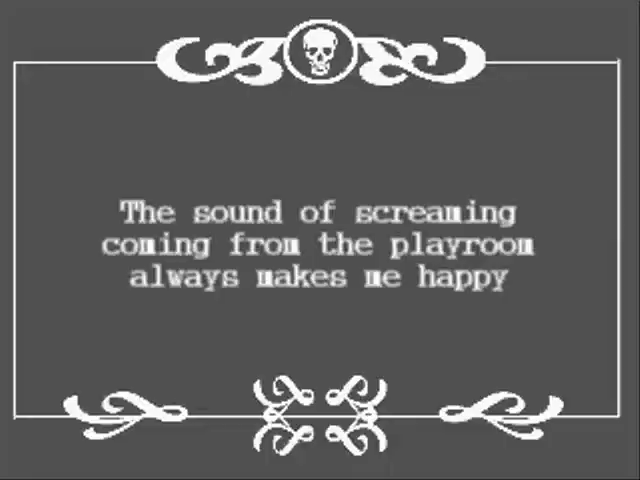 The sound of screaming
coming from the playroom
always makes me happy